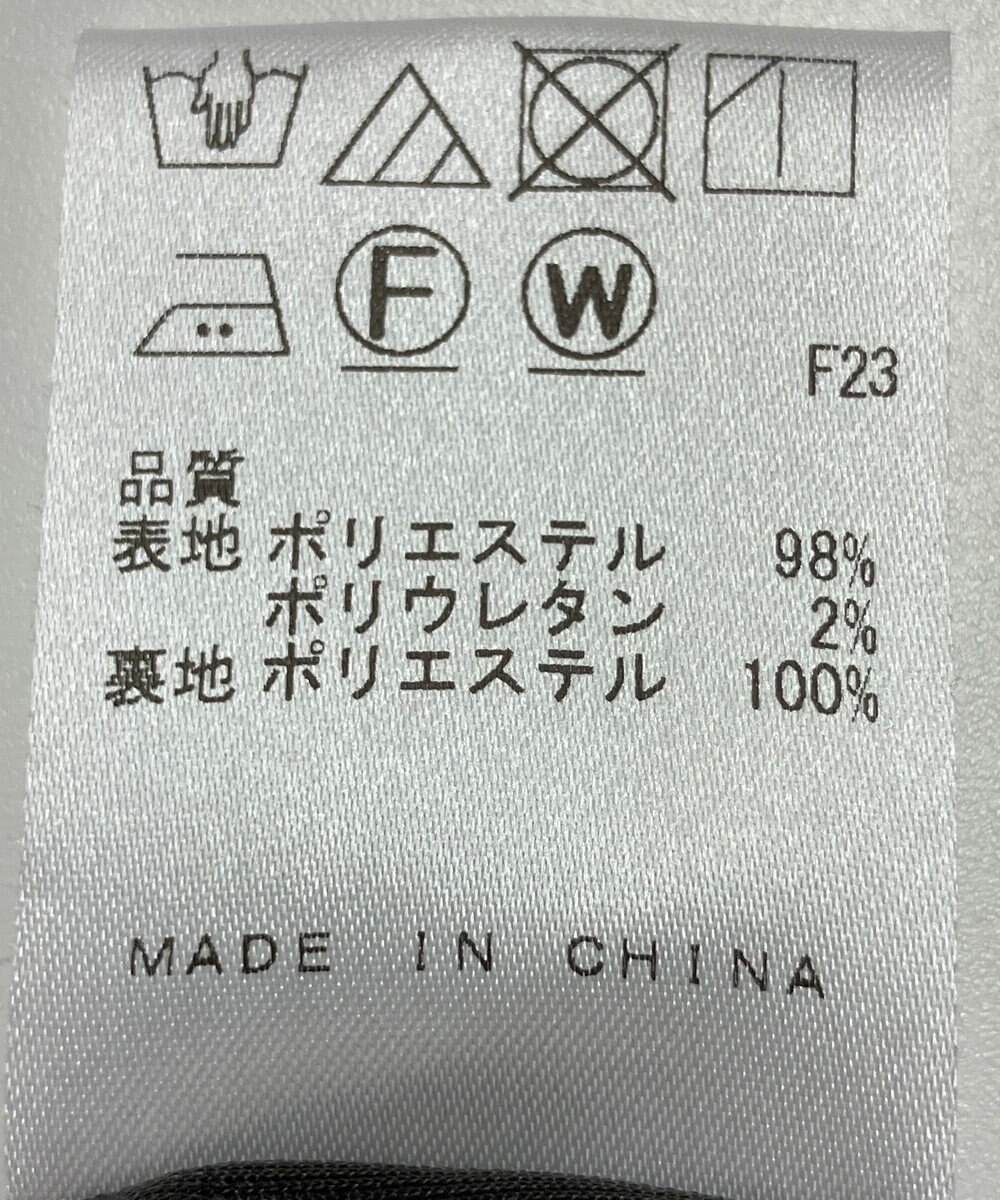 F W
F23
品質
表地 ポリエステル 98%
ポリウレタン 2%
裏地 ポリエステル 100%
MADE IN CHINA